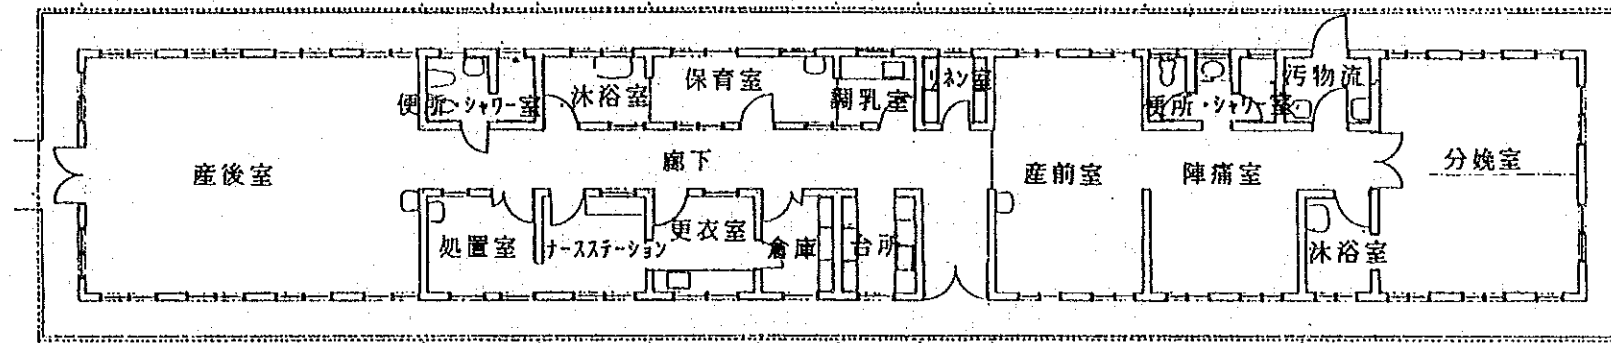 保育室
リネン室
汚物流
沐浴室
便所・シャワー室
調乳室
便所・シャワー室
廊下
分娩室
産後室
産前室
陣痛室
更衣室
処置室
ナースステーション
倉庫
台所
沐浴室